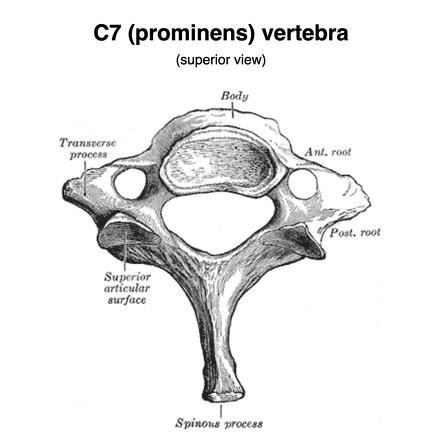 C7 (prominens) vertebra
(superior view)
Body
Transverse
process
Ant. root
Post. root
Superior
articular
surface
Spinous process